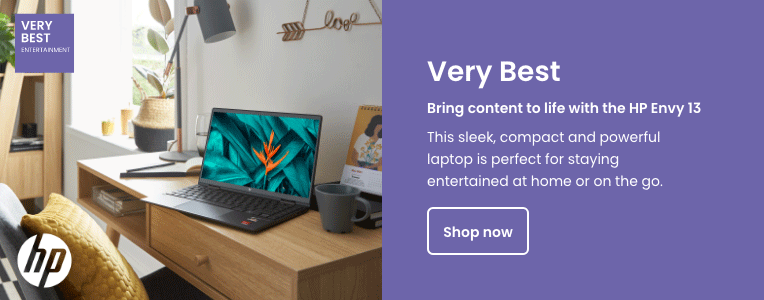 VERY
BEST
ENTERTAINMENT
love
hp
Very Best
Bring content to life with the HP Envy 13
This sleek, compact and powerful
laptop is perfect for staying
entertained at home or on the go.
Shop now